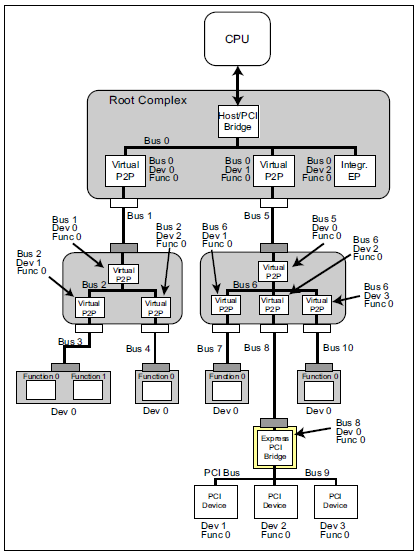 CPU
Root Complex
Host/PCI
Bridge
Bus 0
Virtual
P2P
Bus 0
Dev 0
Func 0
Bus 0
Dev 1
Func 0
Virtual
P2P
Bus 0
Dev 2
Func 0
Integr.
EP
Bus 1
Bus 5
Bus 1
Dev 0
Func 0
Bus 2
Dev 2
Func 0
Bus 6
Dev 1
Func 0
Bus 5
Dev 0
Func 0
Bus 2
Dev 1
Func 0
Bus 6
Dev 2
Func 0
Virtual
P2P
Virtual
P2P
Bus 2
Bus 6
Bus 6
Dev 3
Func 0
Virtual
P2P
Virtual
P2P
Virtual
P2P
Virtual
P2P
Virtual
P2P
Bus 3
Bus 4
Bus 7
Bus 8
Bus 10
Function 0
Function 1
Function 0
Function 0
Function 0
Dev 0
Dev 0
Dev 0
Dev 0
Bus 8
Dev 0
Func 0
Express
PCI
Bridge
PCI Bus
Bus 9
PCI
Device
PCI
Device
PCI
Device
Dev 1
Func 0
Dev 2
Func 0
Dev 3
Func 0